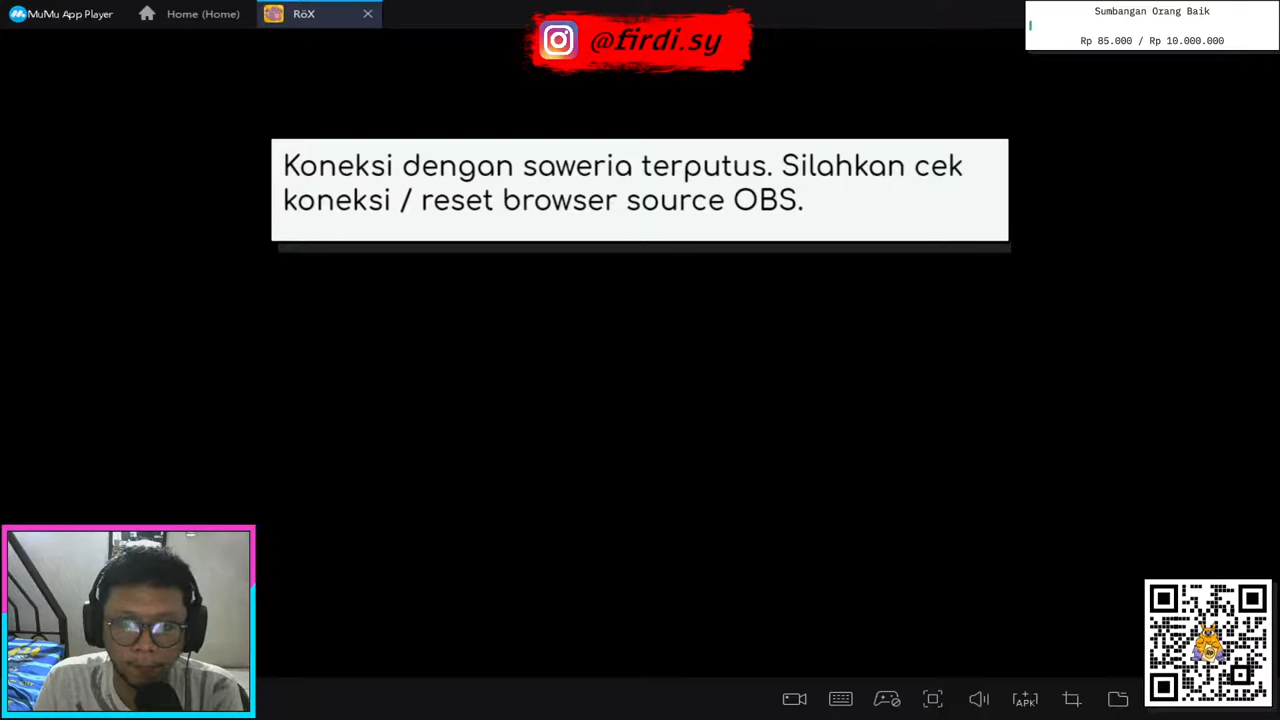 MuMu App Player
Home (Home)
RöX
@firdi.sy
Sumbangan Orang Baik
Rp 85.000 / Rp 10.000.000
Koneksi dengan saweria terputus. Silahkan cek
koneksi / reset browser source OBS.
APK